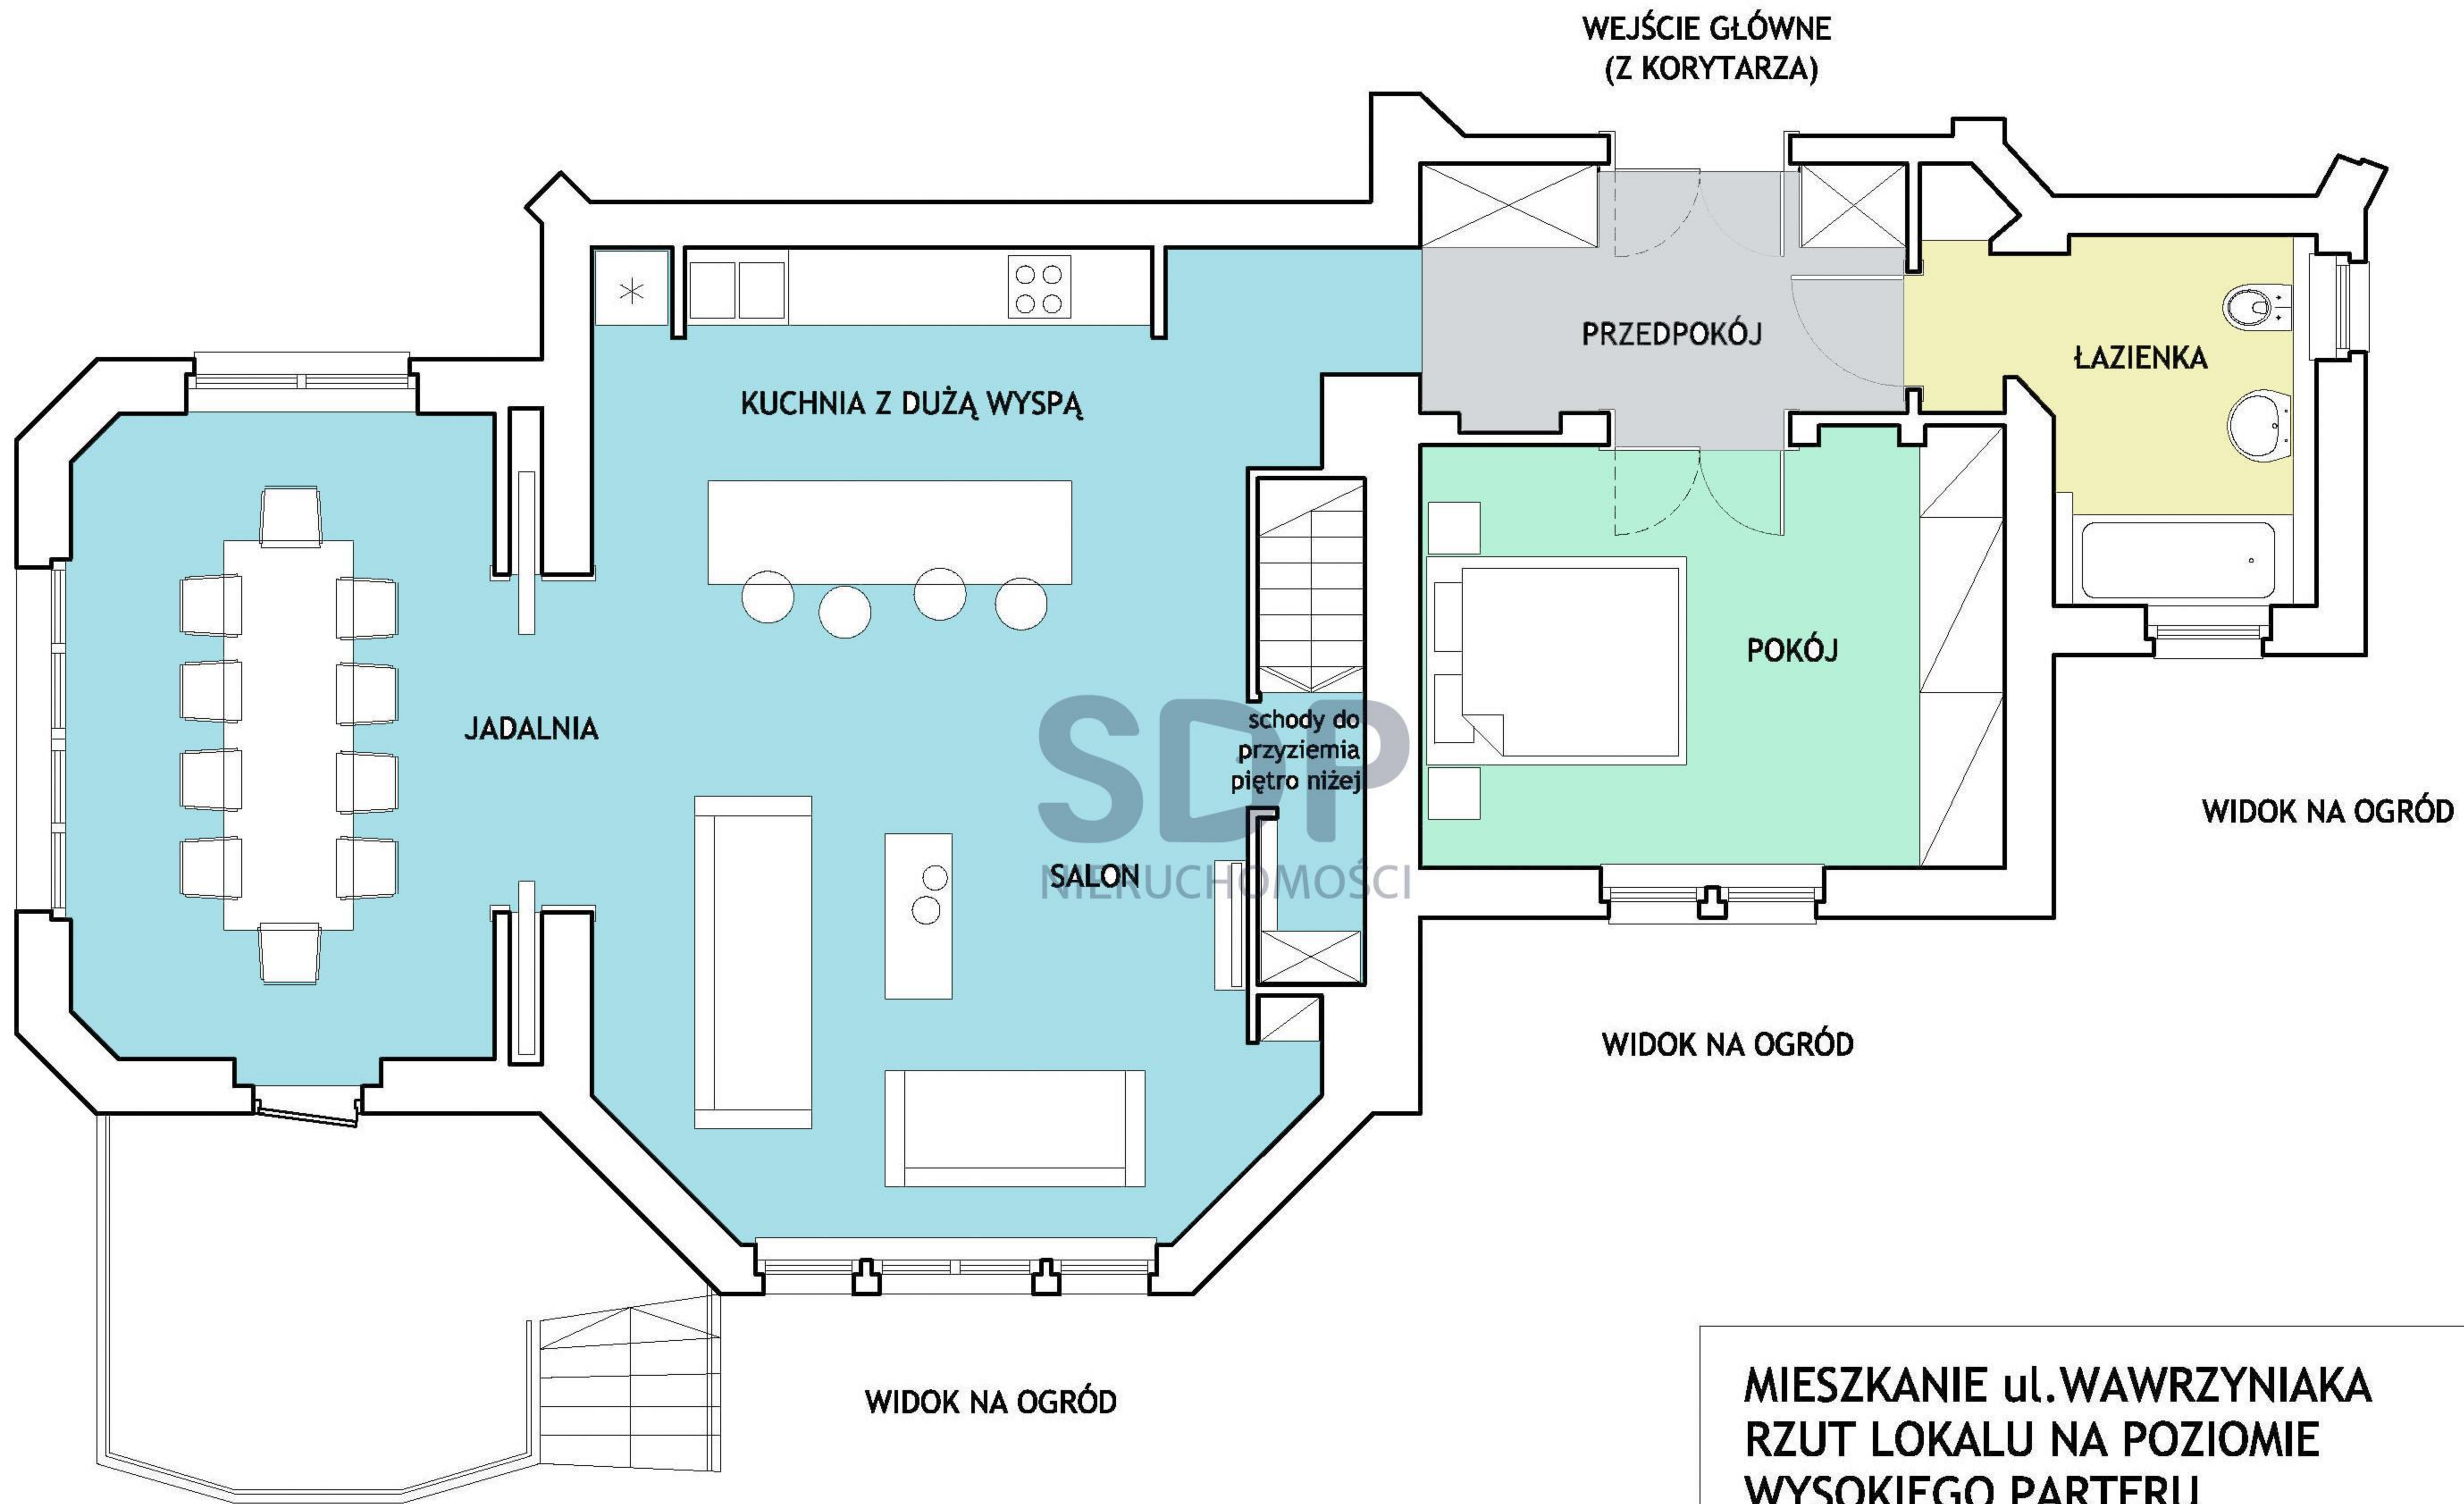 WEJŚCIE GŁÓWNE
(Z KORYTARZA)
PRZEDPOKÓJ
ŁAZIENKA
KUCHNIA Z DUŻĄ WYSPĄ
POKÓJ
JADALNIA
schody do
przyziemia
piętro niżej
SDP
NIERUCHOMOŚCI
SALON
WIDOK NA OGRÓD
WIDOK NA OGRÓD
WIDOK NA OGRÓD
MIESZKANIE ul.WAWRZYNIAKA
RZUT LOKALU NA POZIOMIE
WYSOKIEGO PARTERU